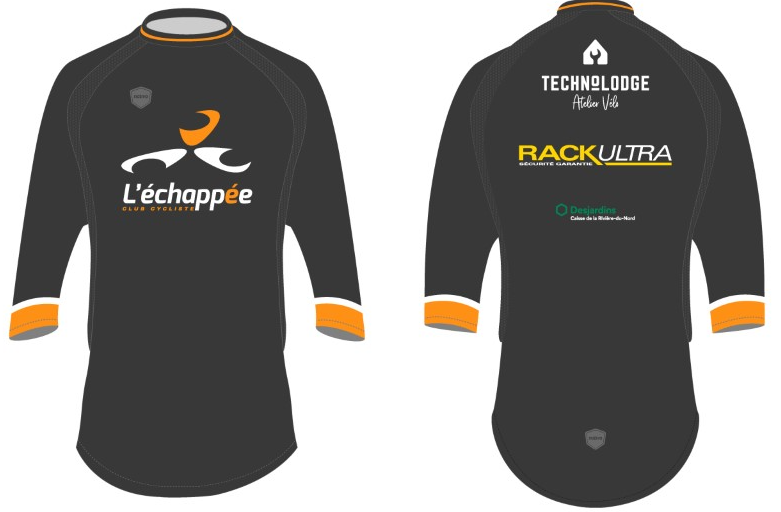 L'échappée
CLUB CYCLISTE
TECHNOLODGE
Atelier Vélo
RACKULTRA
SÉCURITÉ GARANTIE
Desjardins
Caisse de la Rivière-du-Nord